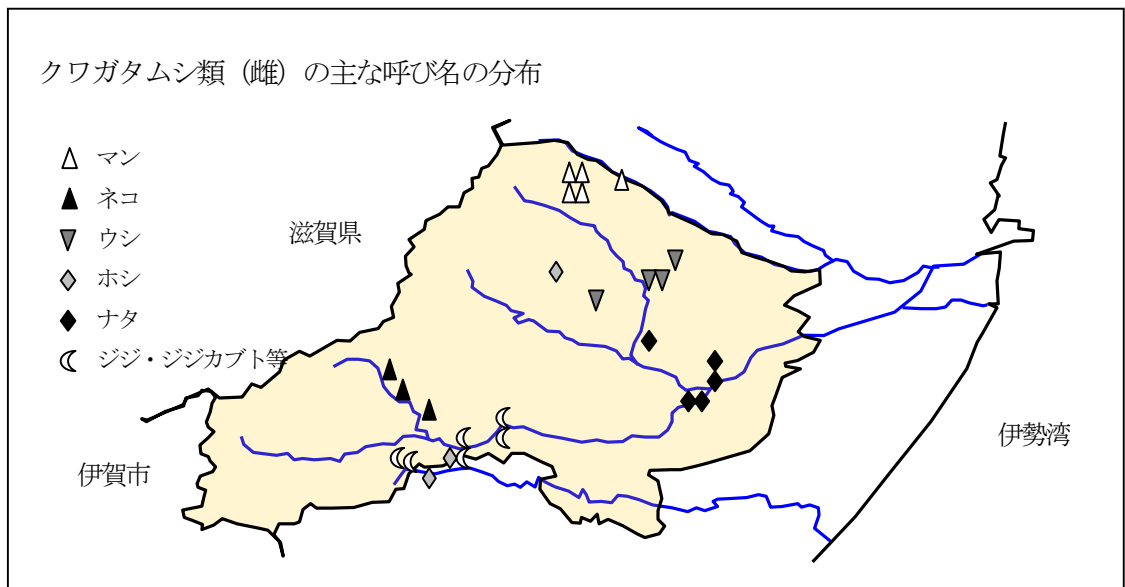 クワガタムシ類（雌）の主な呼び名の分布
マン
ネコ
ウシ
ホシ
ナタ
ジジ・ジジカブト等
滋賀県
伊賀市
伊勢湾